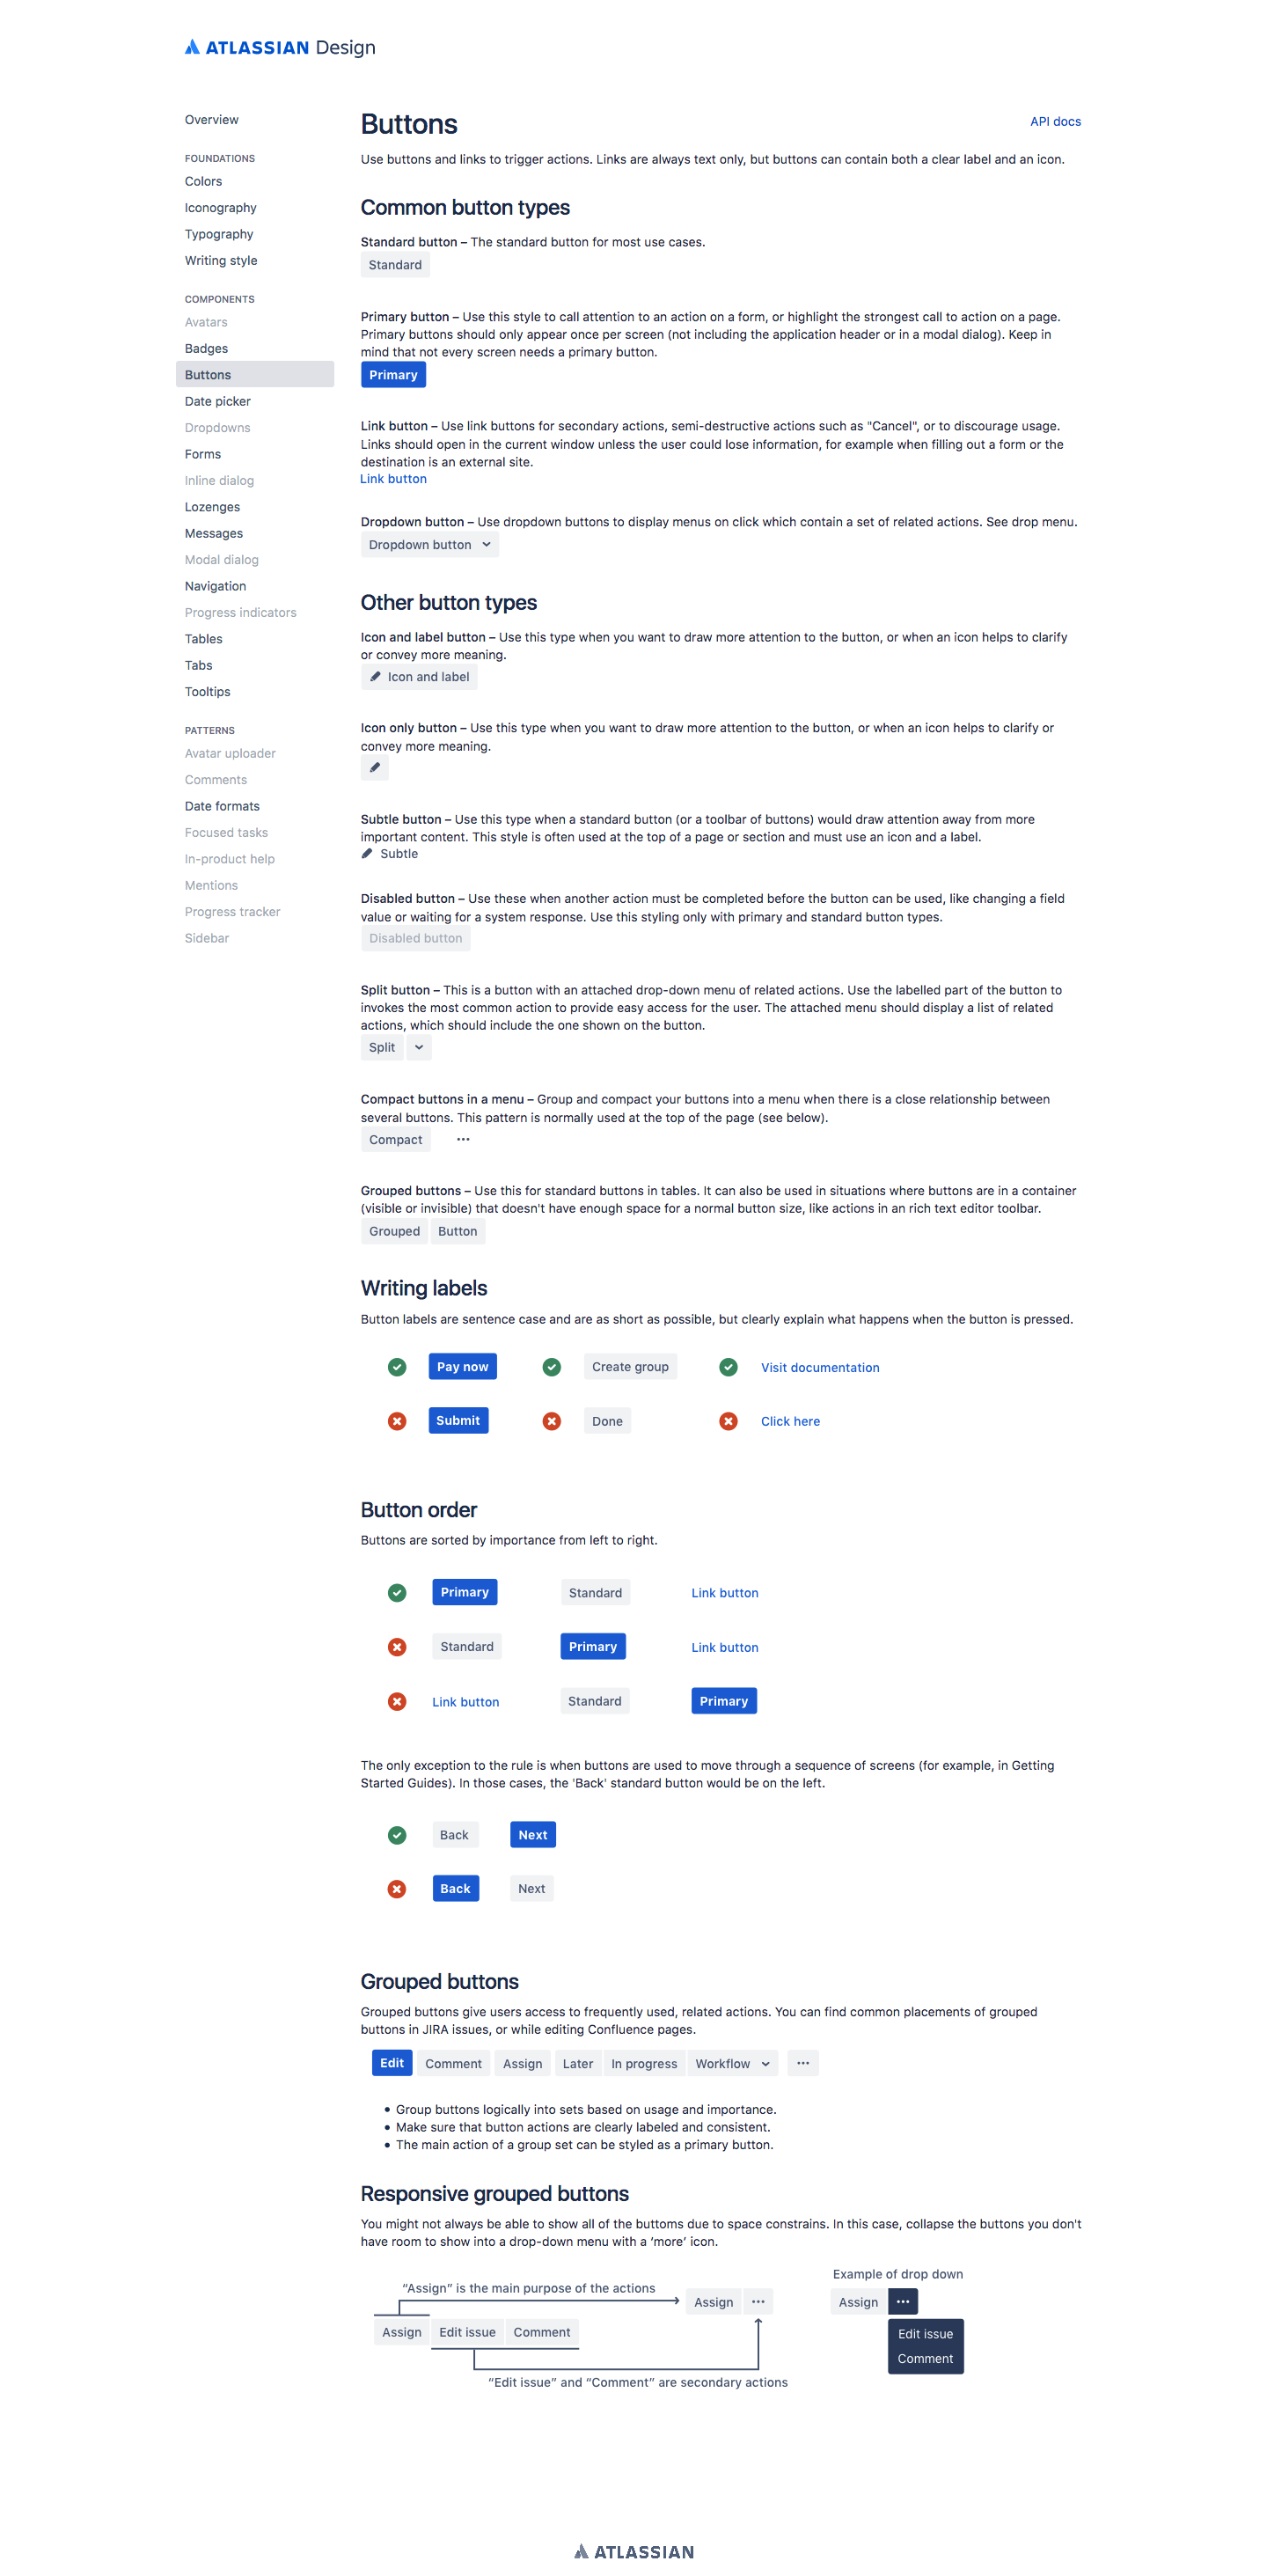 ATLASSIAN Design
Overview
FOUNDATIONS
Colors
Iconography
Typography
Writing style
COMPONENTS
Avatars
Badges
Buttons
Date picker
Dropdowns
Forms
Inline dialog
Lozenges
Messages
Modal dialog
Navigation
Progress indicators
Tables
Tabs
Tooltips
PATTERNS
Avatar uploader
Comments
Date formats
Focused tasks
In-product help
Mentions
Progress tracker
Sidebar
Buttons
API docs
Use buttons and links to trigger actions. Links are always text only, but buttons can contain both a clear label and an icon.
Common button types
Standard button – The standard button for most use cases.
Standard
Primary button – Use this style to call attention to an action on a form, or highlight the strongest call to action on a page.
Primary buttons should only appear once per screen (not including the application header or in a modal dialog). Keep in
mind that not every screen needs a primary button.
Primary
Link button – Use link buttons for secondary actions, semi-destructive actions such as "Cancel", or to discourage usage.
Links should open in the current window unless the user could lose information, for example when filling out a form or the
destination is an external site.
Link button
Dropdown button – Use dropdown buttons to display menus on click which contain a set of related actions. See drop menu.
Dropdown button
Other button types
Icon and label button – Use this type when you want to draw more attention to the button, or when an icon helps to clarify
or convey more meaning.
Icon and label
Icon only button – Use this type when you want to draw more attention to the button, or when an icon helps to clarify or
convey more meaning.
Subtle button – Use this type when a standard button (or a toolbar of buttons) would draw attention away from more
important content. This style is often used at the top of a page or section and must use an icon and a label.
Subtle
Disabled button – Use these when another action must be completed before the button can be used, like changing a field
value or waiting for a system response. Use this styling only with primary and standard button types.
Disabled button
Split button – This is a button with an attached drop-down menu of related actions. Use the labelled part of the button to
invokes the most common action to provide easy access for the user. The attached menu should display a list of related
actions, which should include the one shown on the button.
Split
Compact buttons in a menu – Group and compact your buttons into a menu when there is a close relationship between
several buttons. This pattern is normally used at the top of the page (see below).
Compact •••
Grouped buttons – Use this for standard buttons in tables. It can also be used in situations where buttons are in a container
(visible or invisible) that doesn't have enough space for a normal button size, like actions in an rich text editor toolbar.
Grouped Button
Writing labels
Button labels are sentence case and are as short as possible, but clearly explain what happens when the button is pressed.
Pay now Create group Visit documentation
Submit Done Click here
Button order
Buttons are sorted by importance from left to right.
Primary Standard Link button
Standard Primary Link button
Link button Standard Primary
The only exception to the rule is when buttons are used to move through a sequence of screens (for example, in Getting
Started Guides). In those cases, the 'Back' standard button would be on the left.
Back Next
Back Next
Grouped buttons
Grouped buttons give users access to frequently used, related actions. You can find common placements of grouped
buttons in JIRA issues, or while editing Confluence pages.
Edit Comment Assign Later In progress Workflow •••
• Group buttons logically into sets based on usage and importance.
• Make sure that button actions are clearly labeled and consistent.
• The main action of a group set can be styled as a primary button.
Responsive grouped buttons
You might not always be able to show all of the buttoms due to space constrains. In this case, collapse the buttons you don't
have room to show into a drop-down menu with a ‘more’ icon.
Example of drop down
“Assign” is the main purpose of the actions
Assign ••• Assign •••
Assign Edit issue Comment
Edit issue
Comment
“Edit issue” and “Comment” are secondary actions
ATLASSIAN